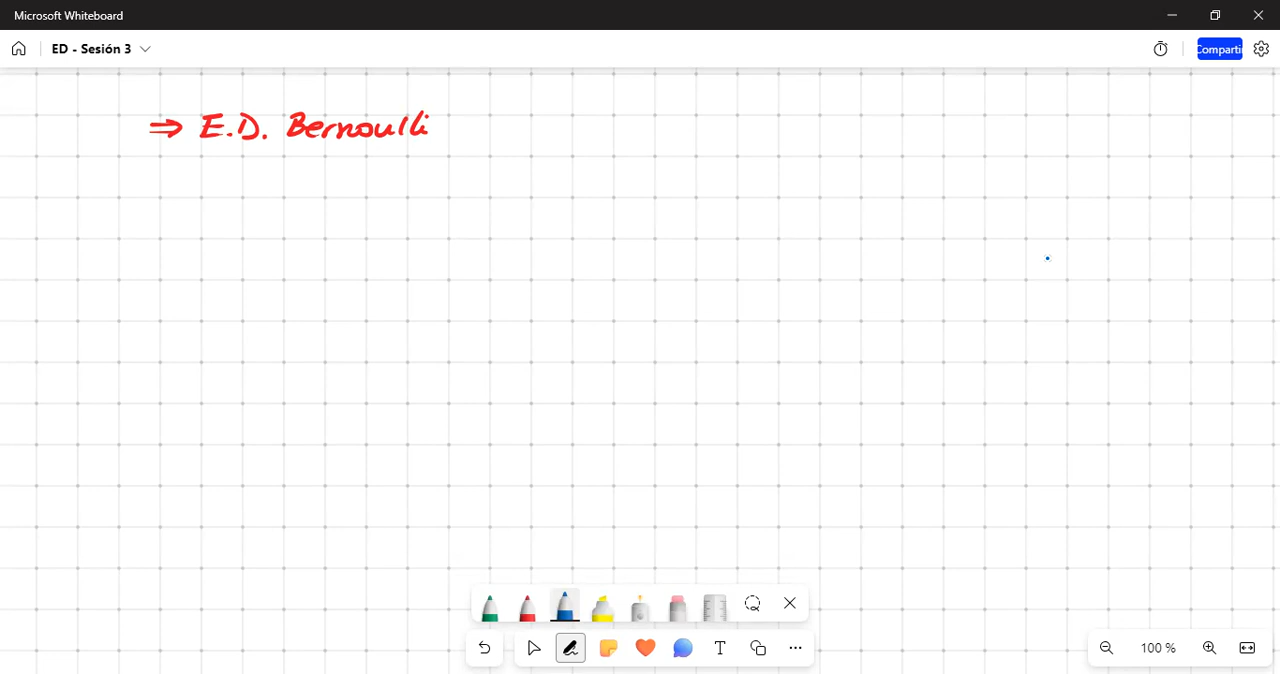 Microsoft Whiteboard
ED - Sesión 3
Comparti
⇒ E.D. Bernoulli
T
100 %